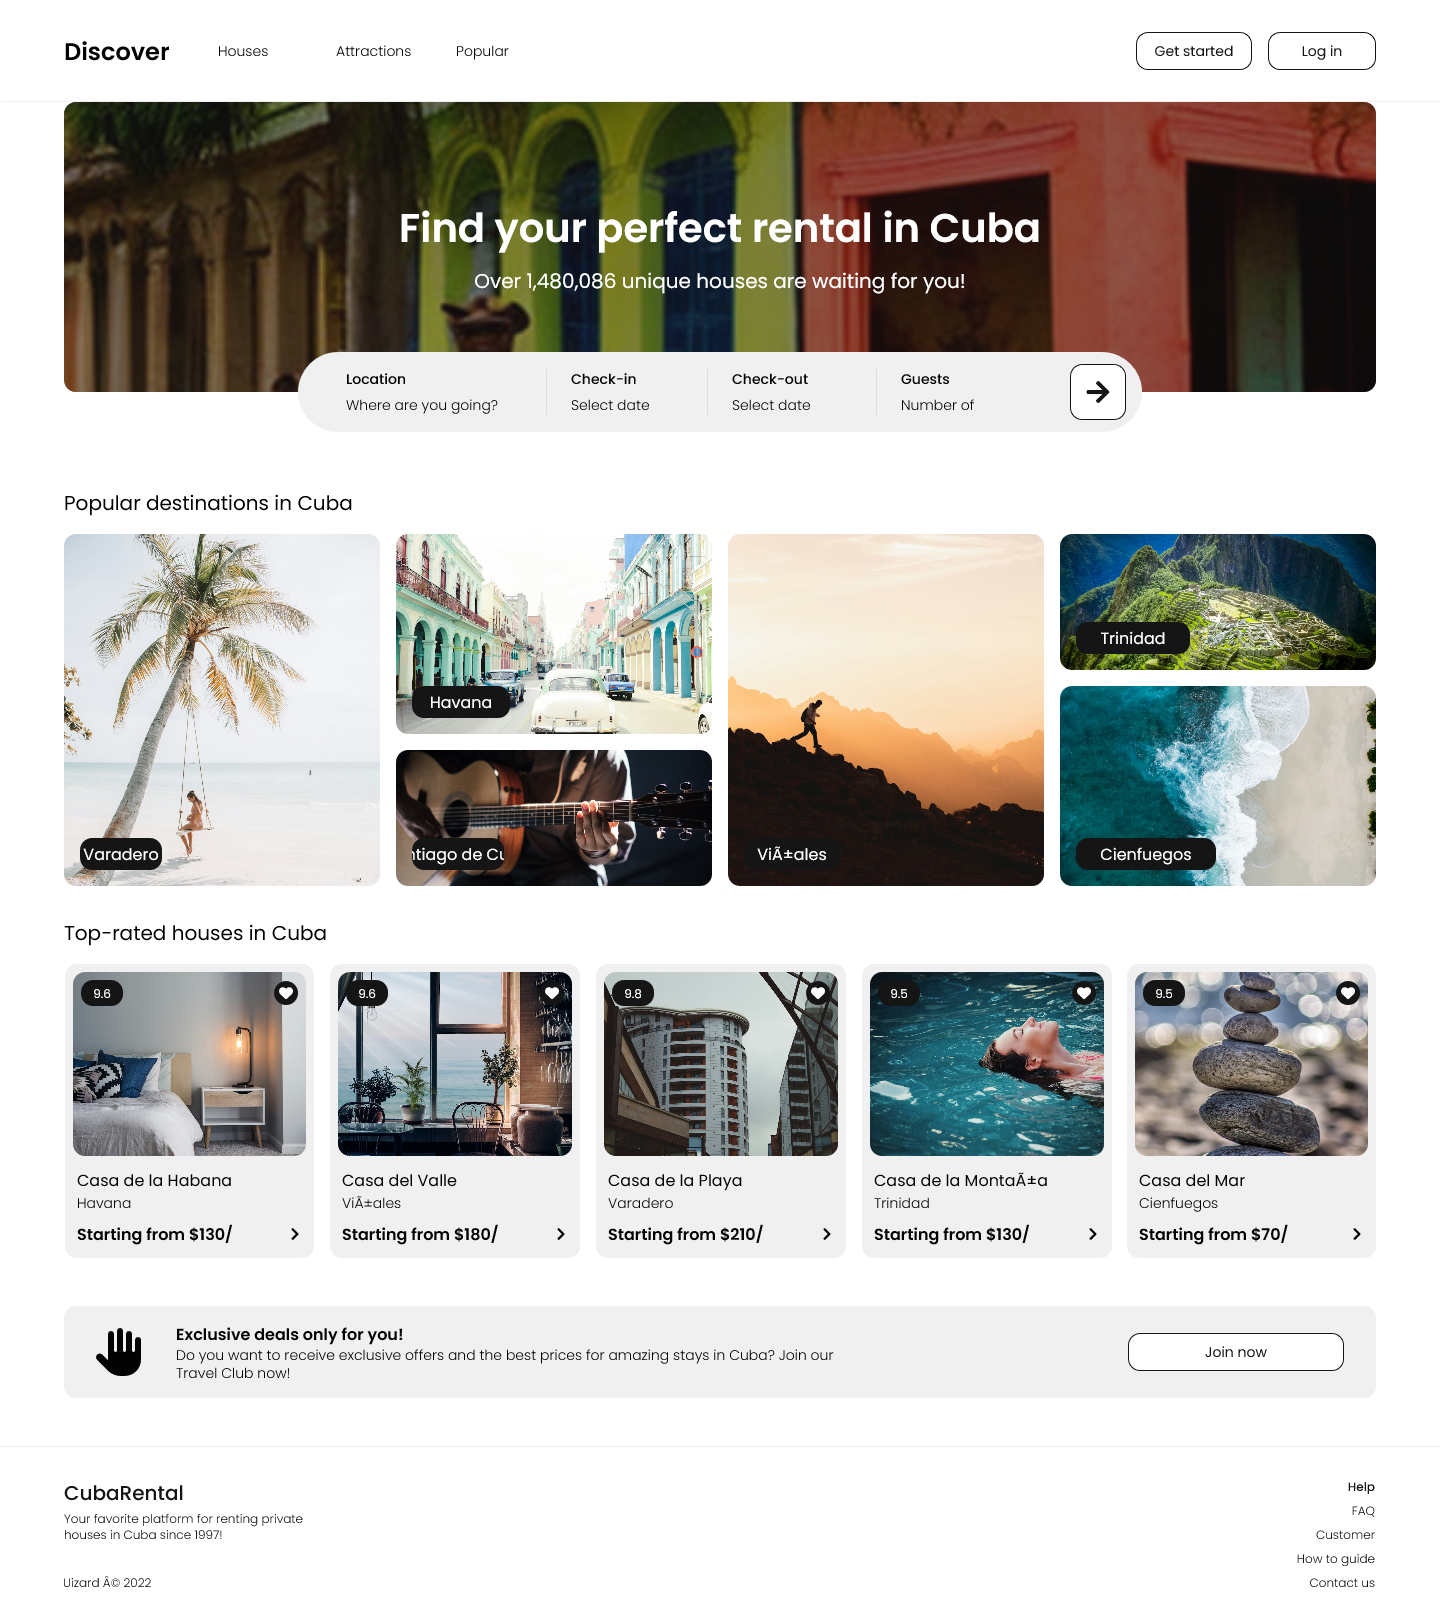 Discover
Houses
Attractions
Popular
Get started
Log in
Find your perfect rental in Cuba
Over 1,480,086 unique houses are waiting for you!
Location
Where are you going?
Check-in
Select date
Check-out
Select date
Guests
Number of
Popular destinations in Cuba
Varadero
Havana
ntiago de Cu
ViÃ±ales
Trinidad
Cienfuegos
Top-rated houses in Cuba
9.6
Casa de la Habana
Havana
Starting from $130/
9.6
Casa del Valle
ViÃ±ales
Starting from $180/
9.8
Casa de la Playa
Varadero
Starting from $210/
9.5
Casa de la MontaÃ±a
Trinidad
Starting from $130/
9.5
Casa del Mar
Cienfuegos
Starting from $70/
Exclusive deals only for you!
Do you want to receive exclusive offers and the best prices for amazing stays in Cuba? Join our
Travel Club now!
Join now
CubaRental
Your favorite platform for renting private
houses in Cuba since 1997!
Uizard Â© 2022
Help
FAQ
Customer
How to guide
Contact us